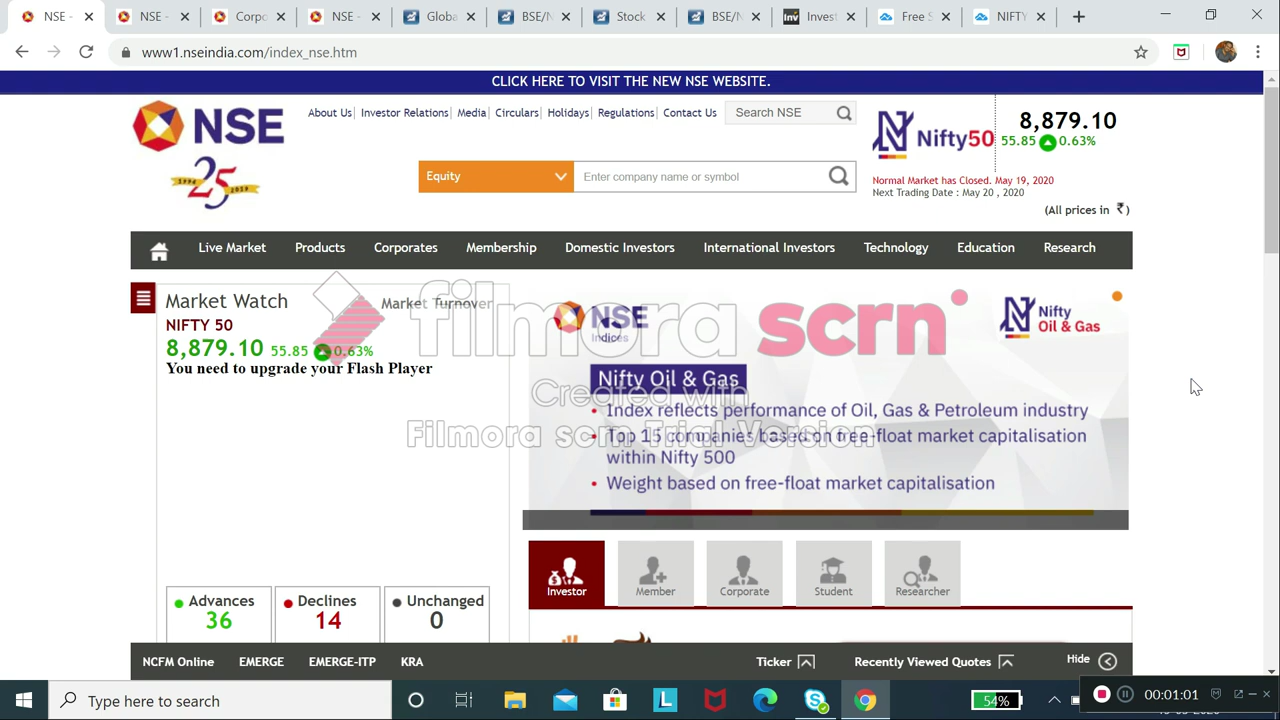 NSE -
NSE -
Corpo
NSE -
Globa
BSE/N
Stock
BSE/N
Inv
Invest
Free S
NIFTY
www1.nseindia.com/index_nse.htm
CLICK HERE TO VISIT THE NEW NSE WEBSITE.
NSE
1994 25 2019
About Us | Investor Relations | Media | Circulars | Holidays | Regulations | Contact Us
Search NSE
Nifty50
8,879.10
55.85 0.63%
Equity
Enter company name or symbol
Normal Market has Closed. May 19, 2020
Next Trading Date : May 20 , 2020
(All prices in ₹ )
Live Market Products Corporates Membership Domestic Investors International Investors Technology Education Research
Market Watch
Market Turnover
NIFTY 50
8,879.10 55.85 0.63%
You need to upgrade your Flash Player
filmora scrn
Created with
Filmora scrn Trial Version
NSE
Indices
Nifty
Oil & Gas
Nifty Oil & Gas
• Index reflects performance of Oil, Gas & Petroleum industry
• Top 15 companies based on free-float market capitalisation
within Nifty 500
• Weight based on free-float market capitalisation
Advances
36
Declines
14
Unchanged
0
Investor
Member
Corporate
Student
Researcher
NCFM Online EMERGE EMERGE-ITP KRA
Ticker
Recently Viewed Quotes
Hide
Type here to search
L
54%
00:01:01